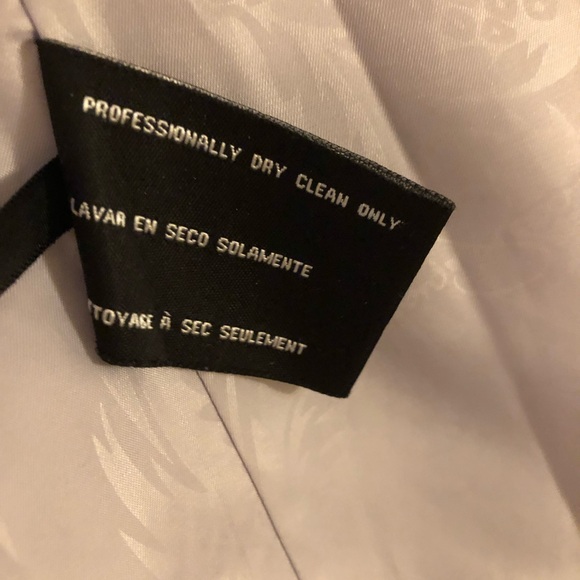 PROFESSIONALLY DRY CLEAN ONLY
LAVAR EN SECO SOLAMENTE
À SEC SEULEMENT